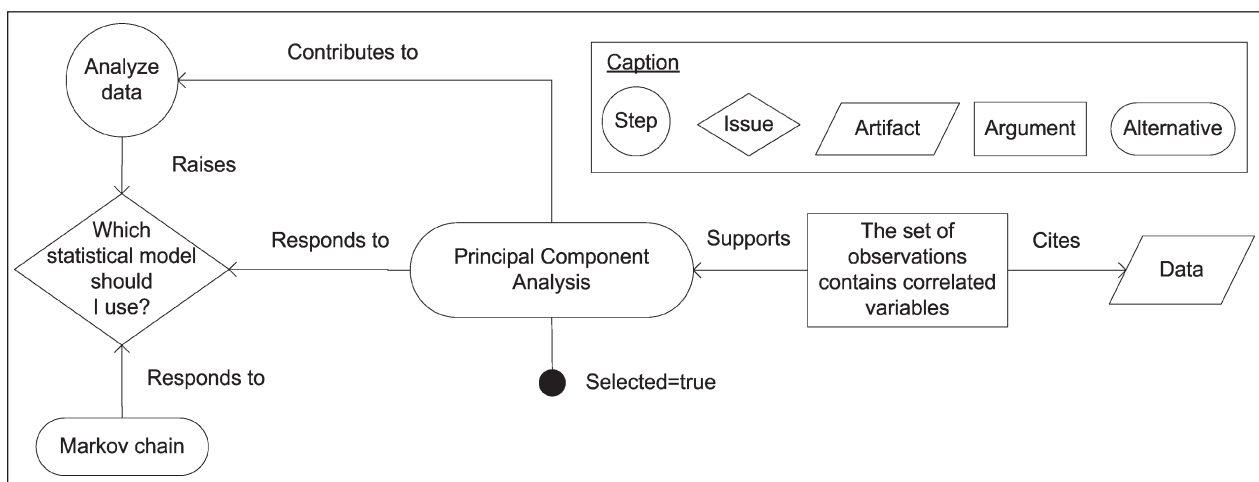 Analyze
data
Contributes to
Caption
Step
Issue
Artifact
Argument
Alternative
Raises
Which
statistical model
should
I use?
Responds to
Principal Component
Analysis
Supports
The set of
observations
contains correlated
variables
Cites
Data
Responds to
Selected=true
Markov chain